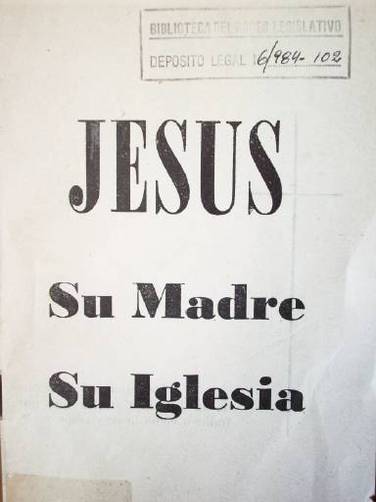 BIBLIOTECA DEL PODER LEGISLATIVO
DEPOSITO LEGAL 16/984-102
JESUS
Su Madre
Su Iglesia